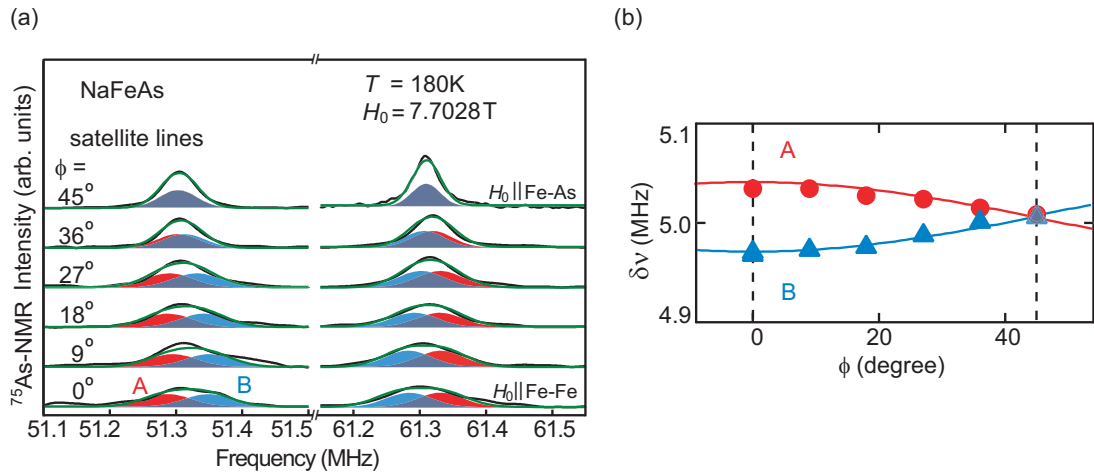 (a)
(b)
NaFeAs
T = 180K
H₀ = 7.7028T
satellite lines
ϕ =
45°
H₀ || Fe-As
36°
27°
18°
9°
0°
A
B
H₀ || Fe-Fe
⁷⁵As-NMR Intensity (arb. units)
51.1 51.2 51.3 51.4 51.5 61.2 61.3 61.4 61.5
Frequency (MHz)
5.1
A
5.0
B
4.9
δν (MHz)
0 20 40
ϕ (degree)